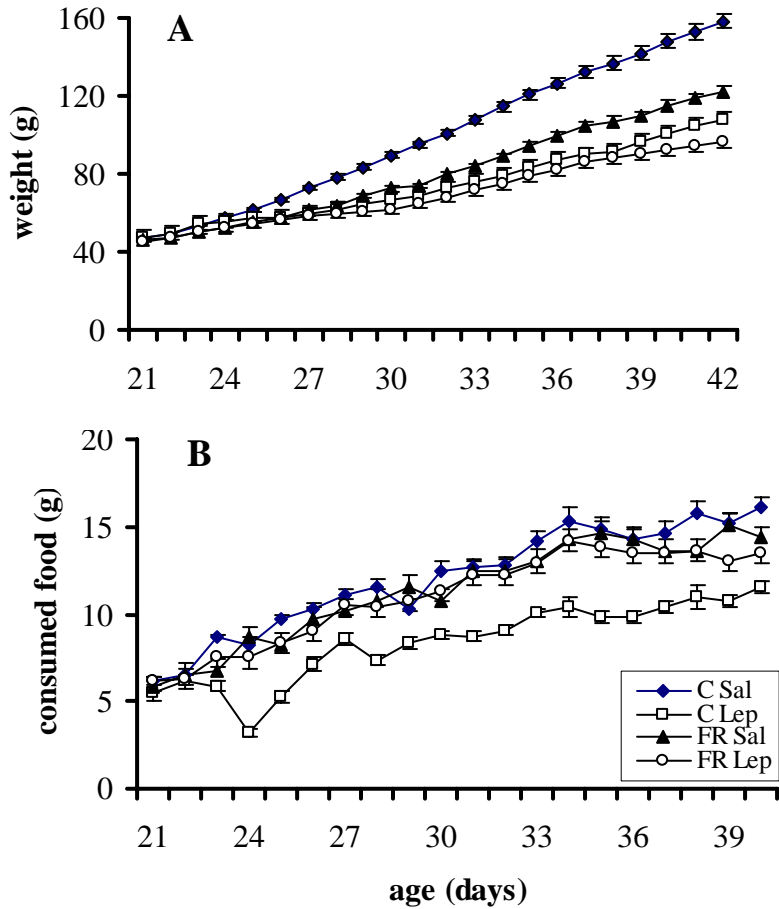 A
weight (g)
160
120
80
40
0
21 24 27 30 33 36 39 42
B
consumed food (g)
20
15
10
5
0
C Sal
C Lep
FR Sal
FR Lep
21 24 27 30 33 36 39
age (days)